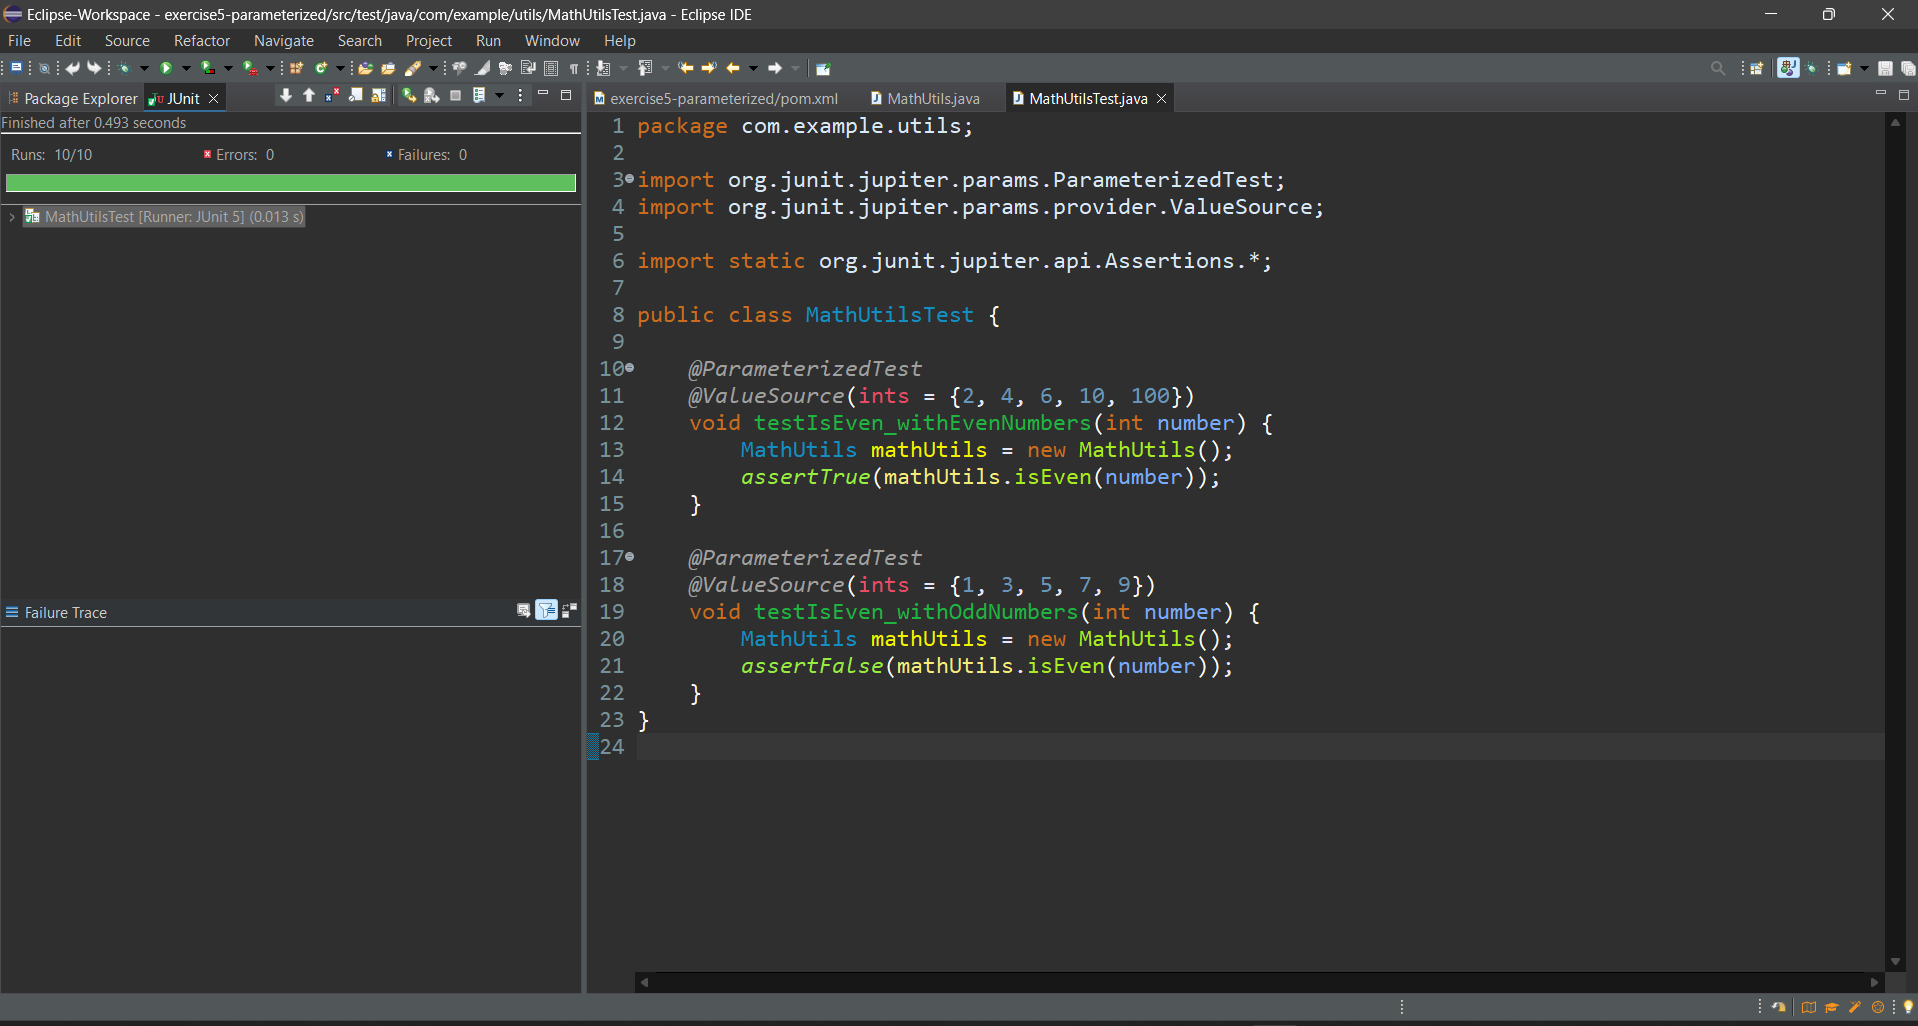 Eclipse-Workspace - exercise5-parameterized/src/test/java/com/example/utils/MathUtilsTest.java - Eclipse IDE
File Edit Source Refactor Navigate Search Project Run Window Help
Package Explorer JUnit
Finished after 0.493 seconds
Runs: 10/10 Errors: 0 Failures: 0
MathUtilsTest [Runner: JUnit 5] (0.013 s)
Failure Trace
exercise5-parameterized/pom.xml MathUtils.java MathUtilsTest.java
1 package com.example.utils;
2
3 import org.junit.jupiter.params.ParameterizedTest;
4 import org.junit.jupiter.params.provider.ValueSource;
5
6 import static org.junit.jupiter.api.Assertions.*;
7
8 public class MathUtilsTest {
9
10 @ParameterizedTest
11 @ValueSource(ints = {2, 4, 6, 10, 100})
12 void testIsEven_withEvenNumbers(int number) {
13 MathUtils mathUtils = new MathUtils();
14 assertTrue(mathUtils.isEven(number));
15 }
16
17 @ParameterizedTest
18 @ValueSource(ints = {1, 3, 5, 7, 9})
19 void testIsEven_withOddNumbers(int number) {
20 MathUtils mathUtils = new MathUtils();
21 assertFalse(mathUtils.isEven(number));
22 }
23 }
24